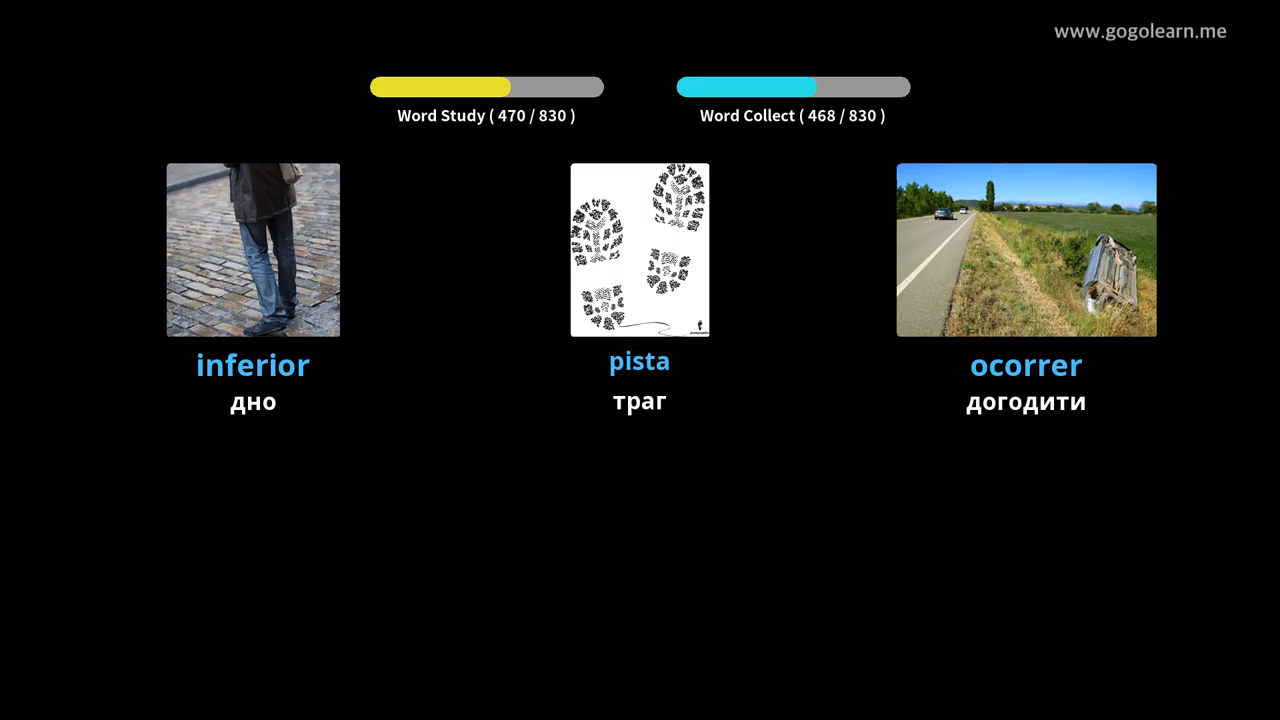 www.gogolearn.me
Word Study ( 470 / 830 )
Word Collect ( 468 / 830 )
inferior
pista
ocorrer
дно
траг
догодити